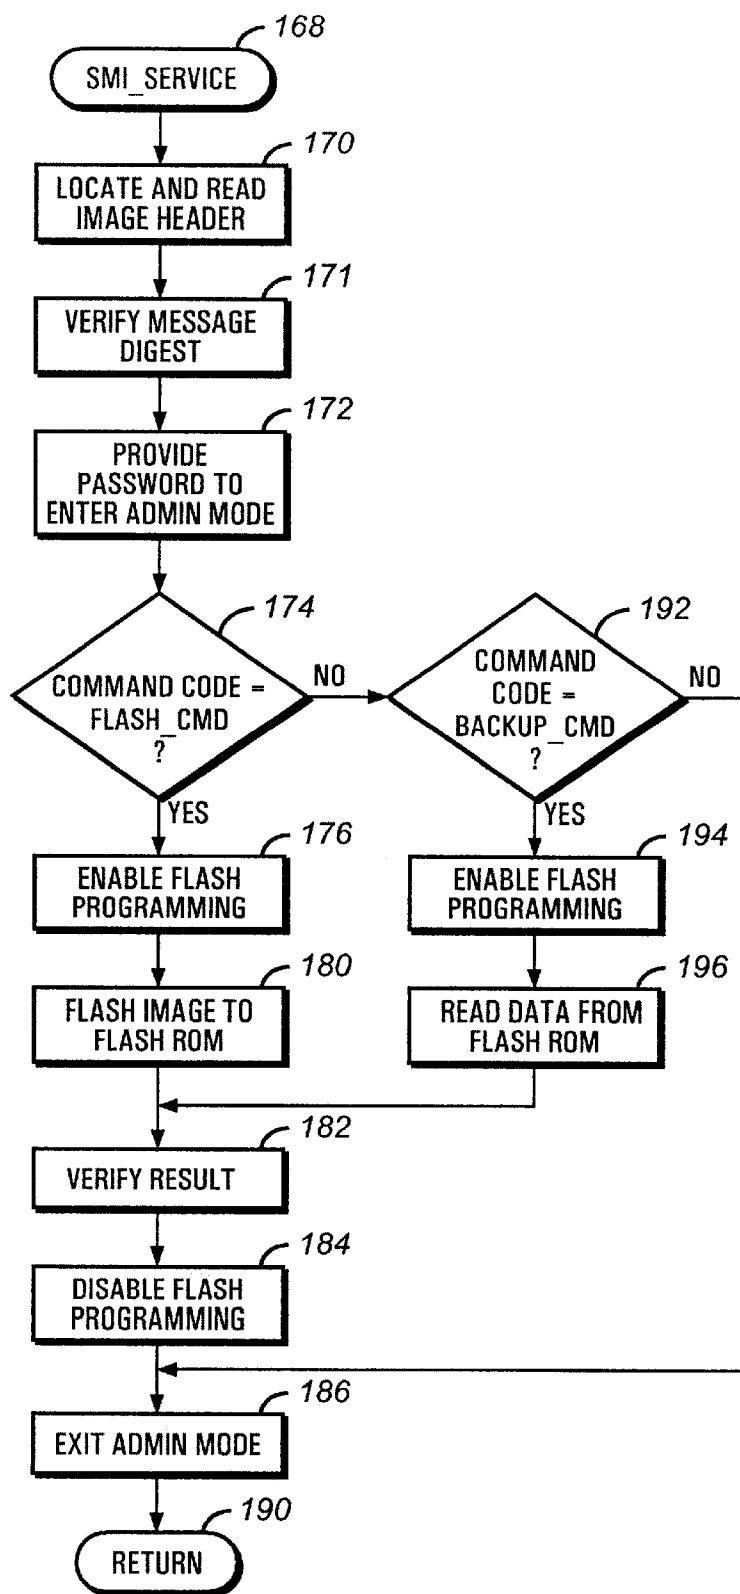 168
SMI_SERVICE
170
LOCATE AND READ
IMAGE HEADER
171
VERIFY MESSAGE
DIGEST
172
PROVIDE
PASSWORD TO
ENTER ADMIN MODE
174
COMMAND CODE =
FLASH_CMD
?
NO
YES
192
COMMAND
CODE =
BACKUP_CMD
?
NO
YES
176
ENABLE FLASH
PROGRAMMING
194
ENABLE FLASH
PROGRAMMING
180
FLASH IMAGE TO
FLASH ROM
196
READ DATA FROM
FLASH ROM
182
VERIFY RESULT
184
DISABLE FLASH
PROGRAMMING
186
EXIT ADMIN MODE
190
RETURN